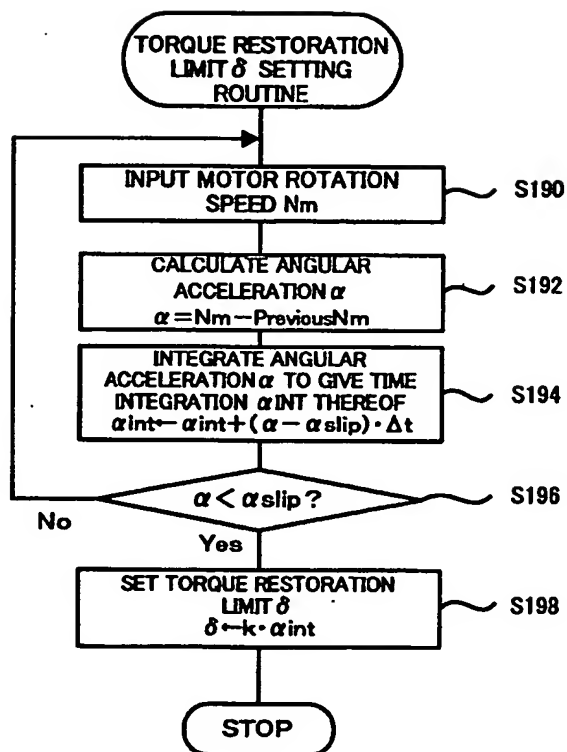 TORQUE RESTORATION
LIMIT δ SETTING
ROUTINE
INPUT MOTOR ROTATION
SPEED Nm
S190
CALCULATE ANGULAR
ACCELERATION α
α=Nm−PreviousNm
S192
INTEGRATE ANGULAR
ACCELERATION α TO GIVE TIME
INTEGRATION α INT THEREOF
αint←αint+(α−αslip)・Δt
S194
α<αslip?
S196
No
Yes
SET TORQUE RESTORATION
LIMIT δ
δ←k・αint
S198
STOP